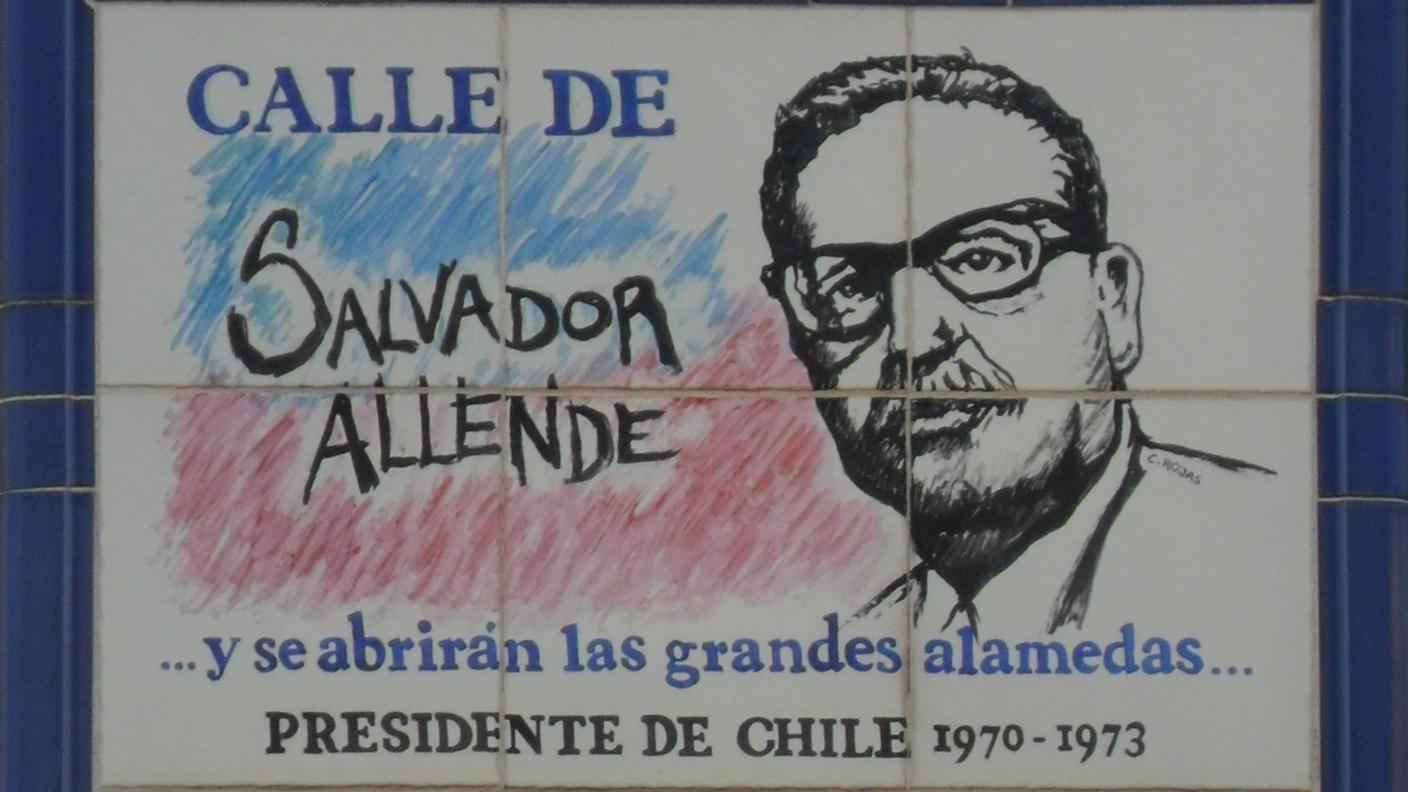 CALLE DE
SALVADOR
ALLENDE
C. ROJAS
...y se abrirán las grandes alamedas...
PRESIDENTE DE CHILE 1970-1973